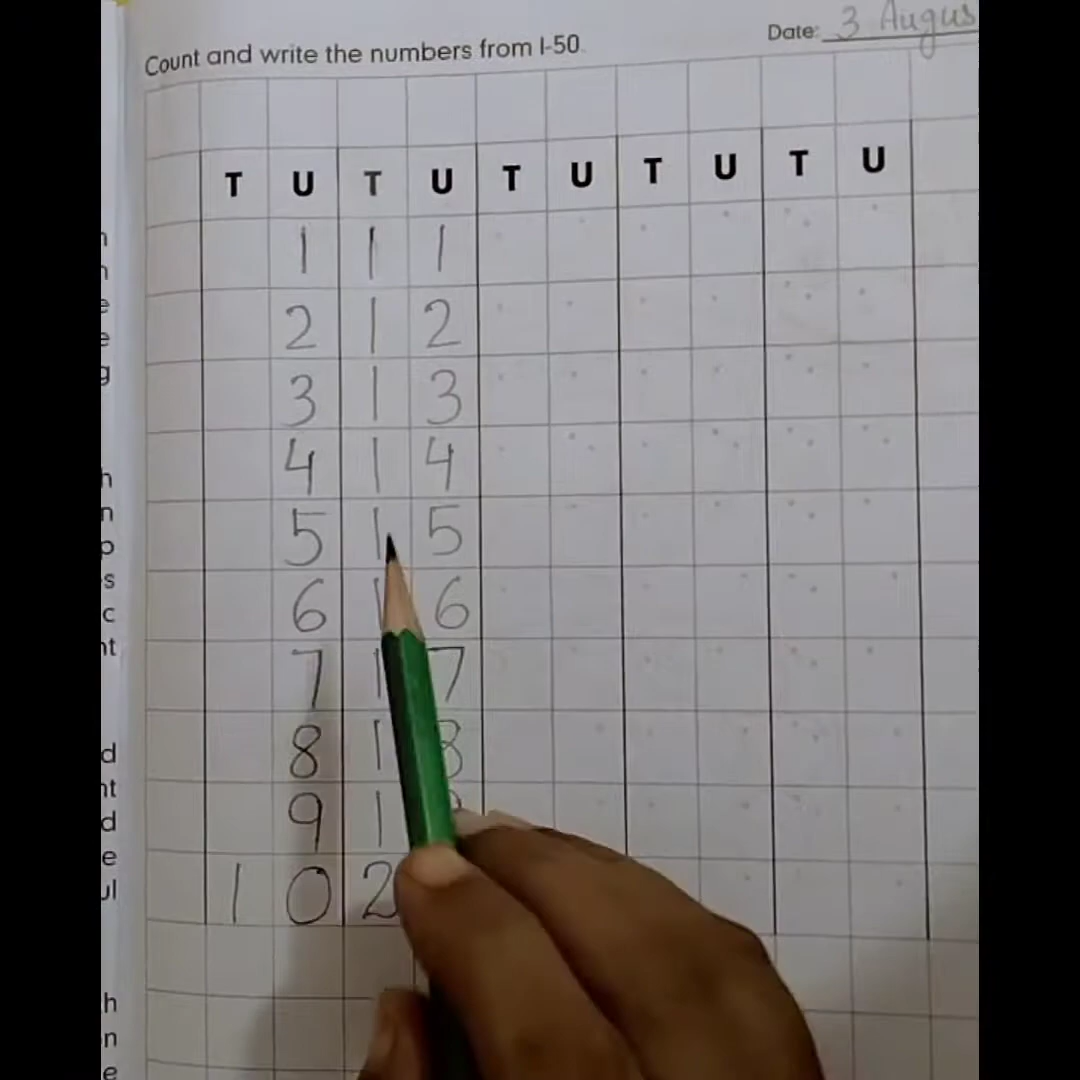 Count and write the numbers from 1-50
Date: 3 Augus
T U T U T U T U T U
1 1 1
2 1 2
3 1 3
4 1 4
5 1 5
6 1 6
7 1 7
8 1 8
9 1
1 0 2